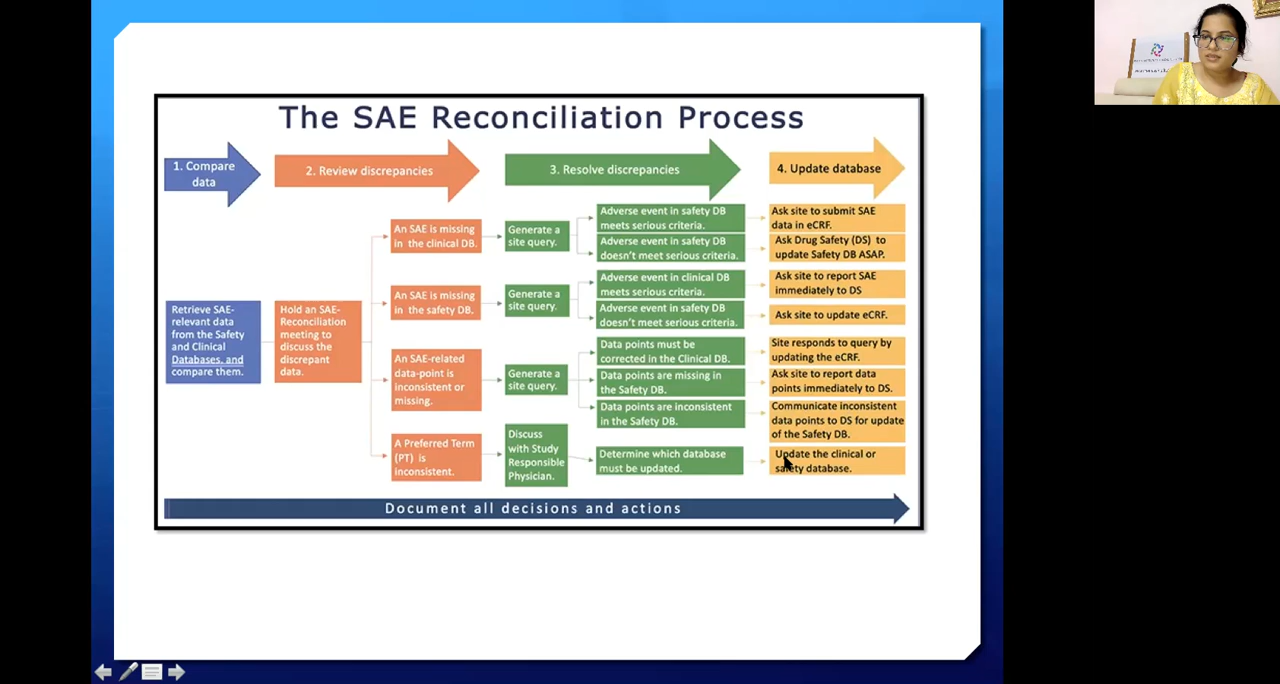 The SAE Reconciliation Process
1. Compare
data
2. Review discrepancies
3. Resolve discrepancies
4. Update database
Retrieve SAE-
relevant data
from the Safety
and Clinical
Databases, and
compare them.
Hold an SAE-
Reconciliation
meeting to
discuss the
discrepant
data.
An SAE is missing
in the clinical DB.
Generate a
site query.
Adverse event in safety DB
meets serious criteria.
Ask site to submit SAE
data in eCRF.
Adverse event in safety DB
doesn't meet serious criteria.
Ask Drug Safety (DS) to
update Safety DB ASAP.
An SAE is missing
in the safety DB.
Generate a
site query.
Adverse event in clinical DB
meets serious criteria.
Ask site to report SAE
immediately to DS
Adverse event in safety DB
doesn't meet serious criteria.
Ask site to update eCRF.
An SAE-related
data-point is
inconsistent or
missing.
Generate a
site query.
Data points must be
corrected in the Clinical DB.
Site responds to query by
updating the eCRF.
Data points are missing in
the Safety DB.
Ask site to report data
points immediately to DS.
Data points are inconsistent
in the Safety DB.
Communicate inconsistent
data points to DS for update
of the Safety DB.
A Preferred Term
(PT) is
inconsistent.
Discuss
with Study
Responsible
Physician.
Determine which database
must be updated.
Update the clinical or
safety database.
Document all decisions and actions